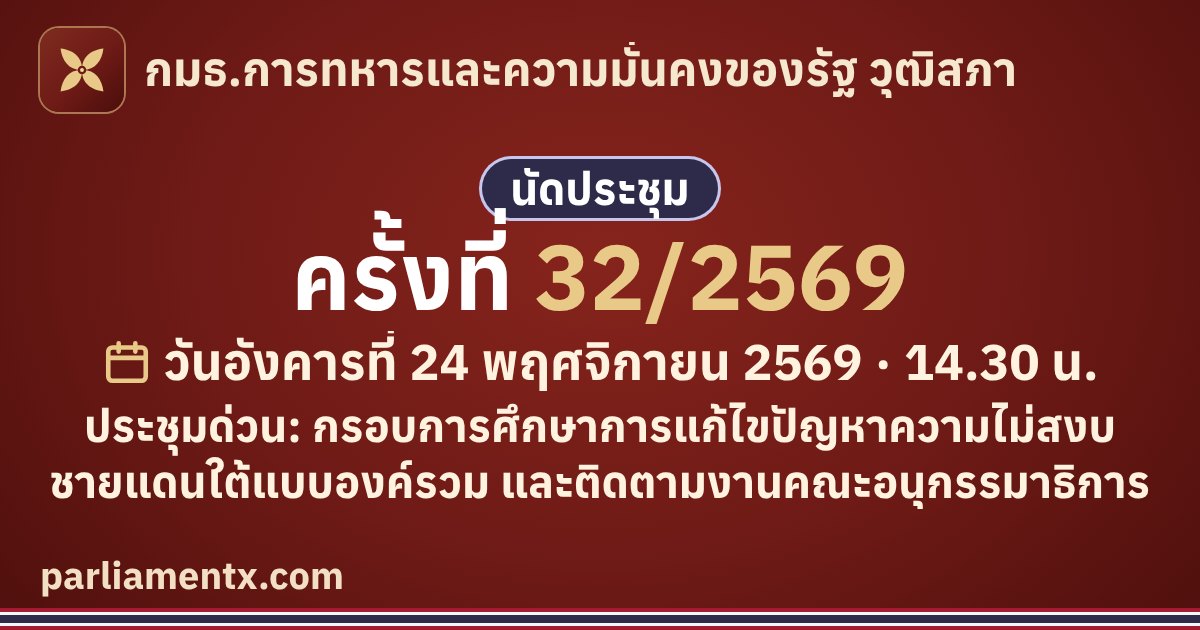 กมธ.การทหารและความมั่นคงของรัฐ วุฒิสภา
นัดประชุม
ครั้งที่ 32/2569
วันอังคารที่ 24 พฤศจิกายน 2569 · 14.30 น.
ประชุมด่วน: กรอบการศึกษาการแก้ไขปัญหาความไม่สงบ
ชายแดนใต้แบบองค์รวม และติดตามงานคณะอนุกรรมาธิการ
parliamentx.com